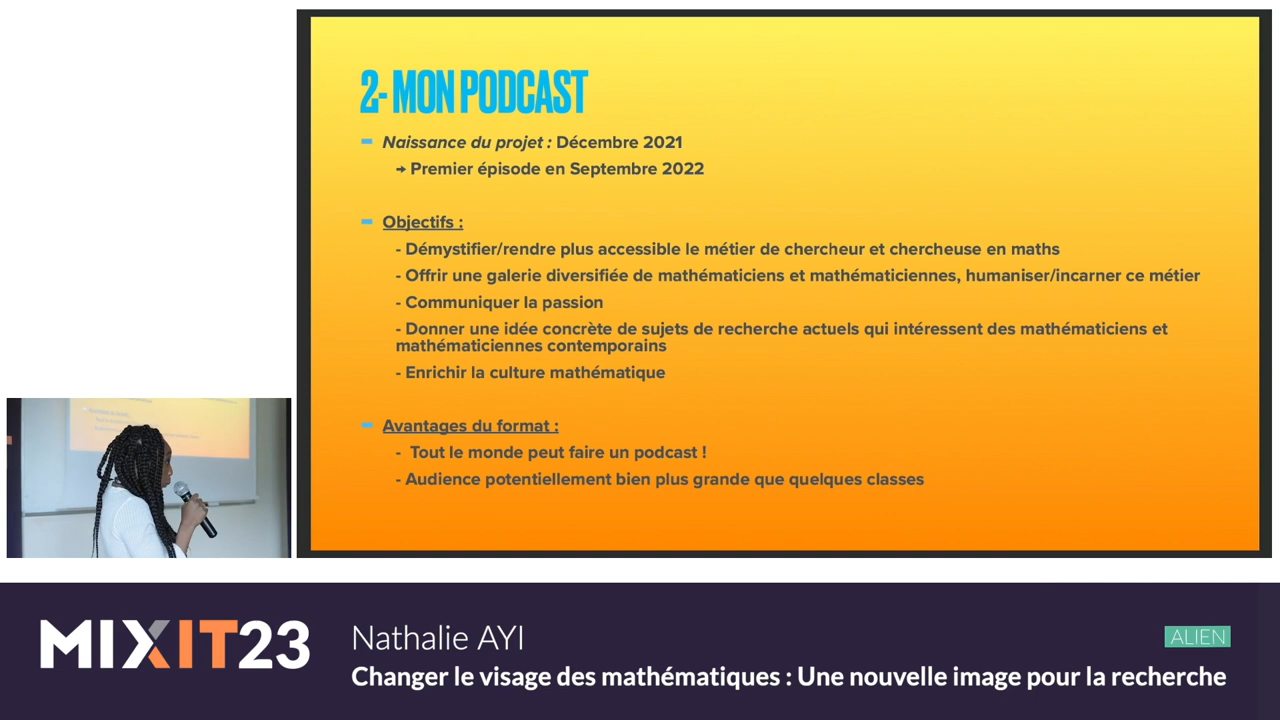 2- MON PODCAST
Naissance du projet : Décembre 2021
→ Premier épisode en Septembre 2022
Objectifs :
- Démystifier/rendre plus accessible le métier de chercheur et chercheuse en maths
- Offrir une galerie diversifiée de mathématiciens et mathématiciennes, humaniser/incarner ce métier
- Communiquer la passion
- Donner une idée concrète de sujets de recherche actuels qui intéressent des mathématiciens et
mathématiciennes contemporains
- Enrichir la culture mathématique
Avantages du format :
- Tout le monde peut faire un podcast !
- Audience potentiellement bien plus grande que quelques classes
MIXIT23
Nathalie AYI
ALIEN
Changer le visage des mathématiques : Une nouvelle image pour la recherche